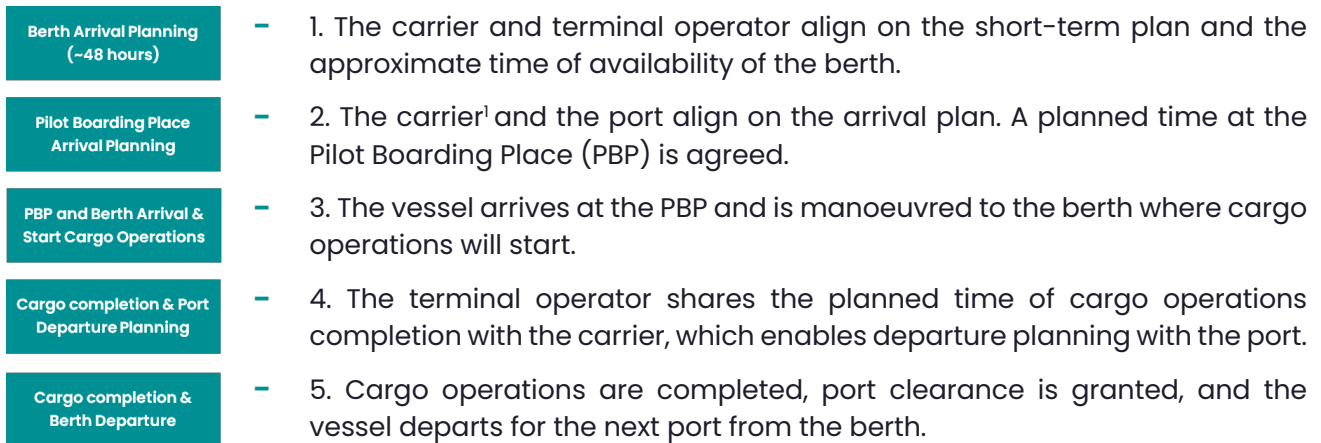 Berth Arrival Planning
(~48 hours)
- 1. The carrier and terminal operator align on the short-term plan and the
approximate time of availability of the berth.
Pilot Boarding Place
Arrival Planning
- 2. The carrier¹ and the port align on the arrival plan. A planned time at the
Pilot Boarding Place (PBP) is agreed.
PBP and Berth Arrival &
Start Cargo Operations
- 3. The vessel arrives at the PBP and is manoeuvred to the berth where cargo
operations will start.
Cargo completion & Port
Departure Planning
- 4. The terminal operator shares the planned time of cargo operations
completion with the carrier, which enables departure planning with the port.
Cargo completion &
Berth Departure
- 5. Cargo operations are completed, port clearance is granted, and the
vessel departs for the next port from the berth.